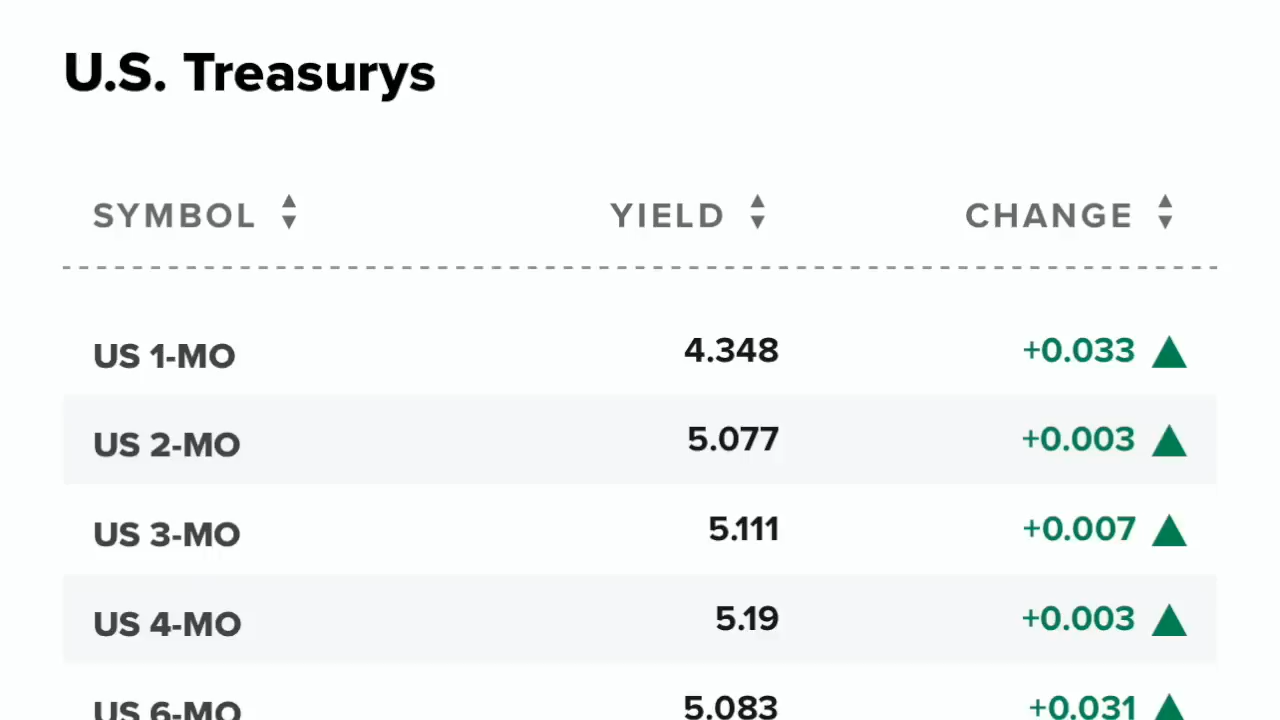 U.S. Treasurys
SYMBOL YIELD CHANGE
US 1-MO 4.348 +0.033
US 2-MO 5.077 +0.003
US 3-MO 5.111 +0.007
US 4-MO 5.19 +0.003
US 6-MO 5.083 +0.031